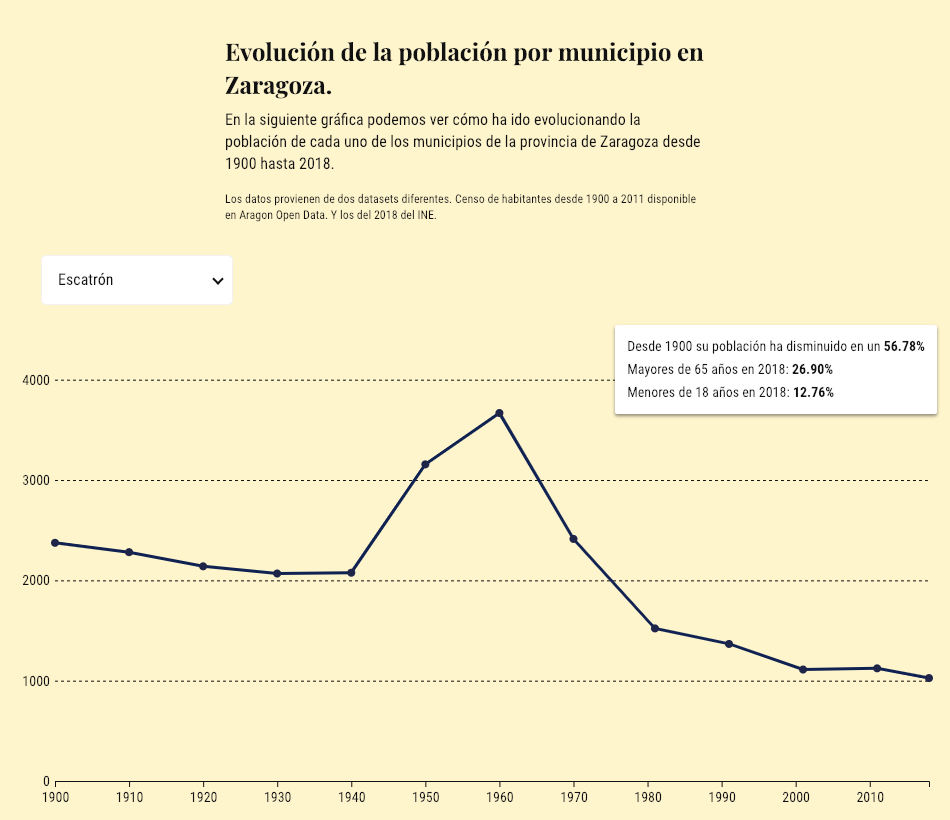 Evolución de la población por municipio en
Zaragoza.
En la siguiente gráfica podemos ver cómo ha ido evolucionando la
población de cada uno de los municipios de la provincia de Zaragoza desde
1900 hasta 2018.
Los datos provienen de dos datasets diferentes. Censo de habitantes desde 1900 a 2011 disponible
en Aragon Open Data. Y los del 2018 del INE.
Escatrón
Desde 1900 su población ha disminuido en un 56.78%
Mayores de 65 años en 2018: 26.90%
Menores de 18 años en 2018: 12.76%
4000
3000
2000
1000
0
1900 1910 1920 1930 1940 1950 1960 1970 1980 1990 2000 2010